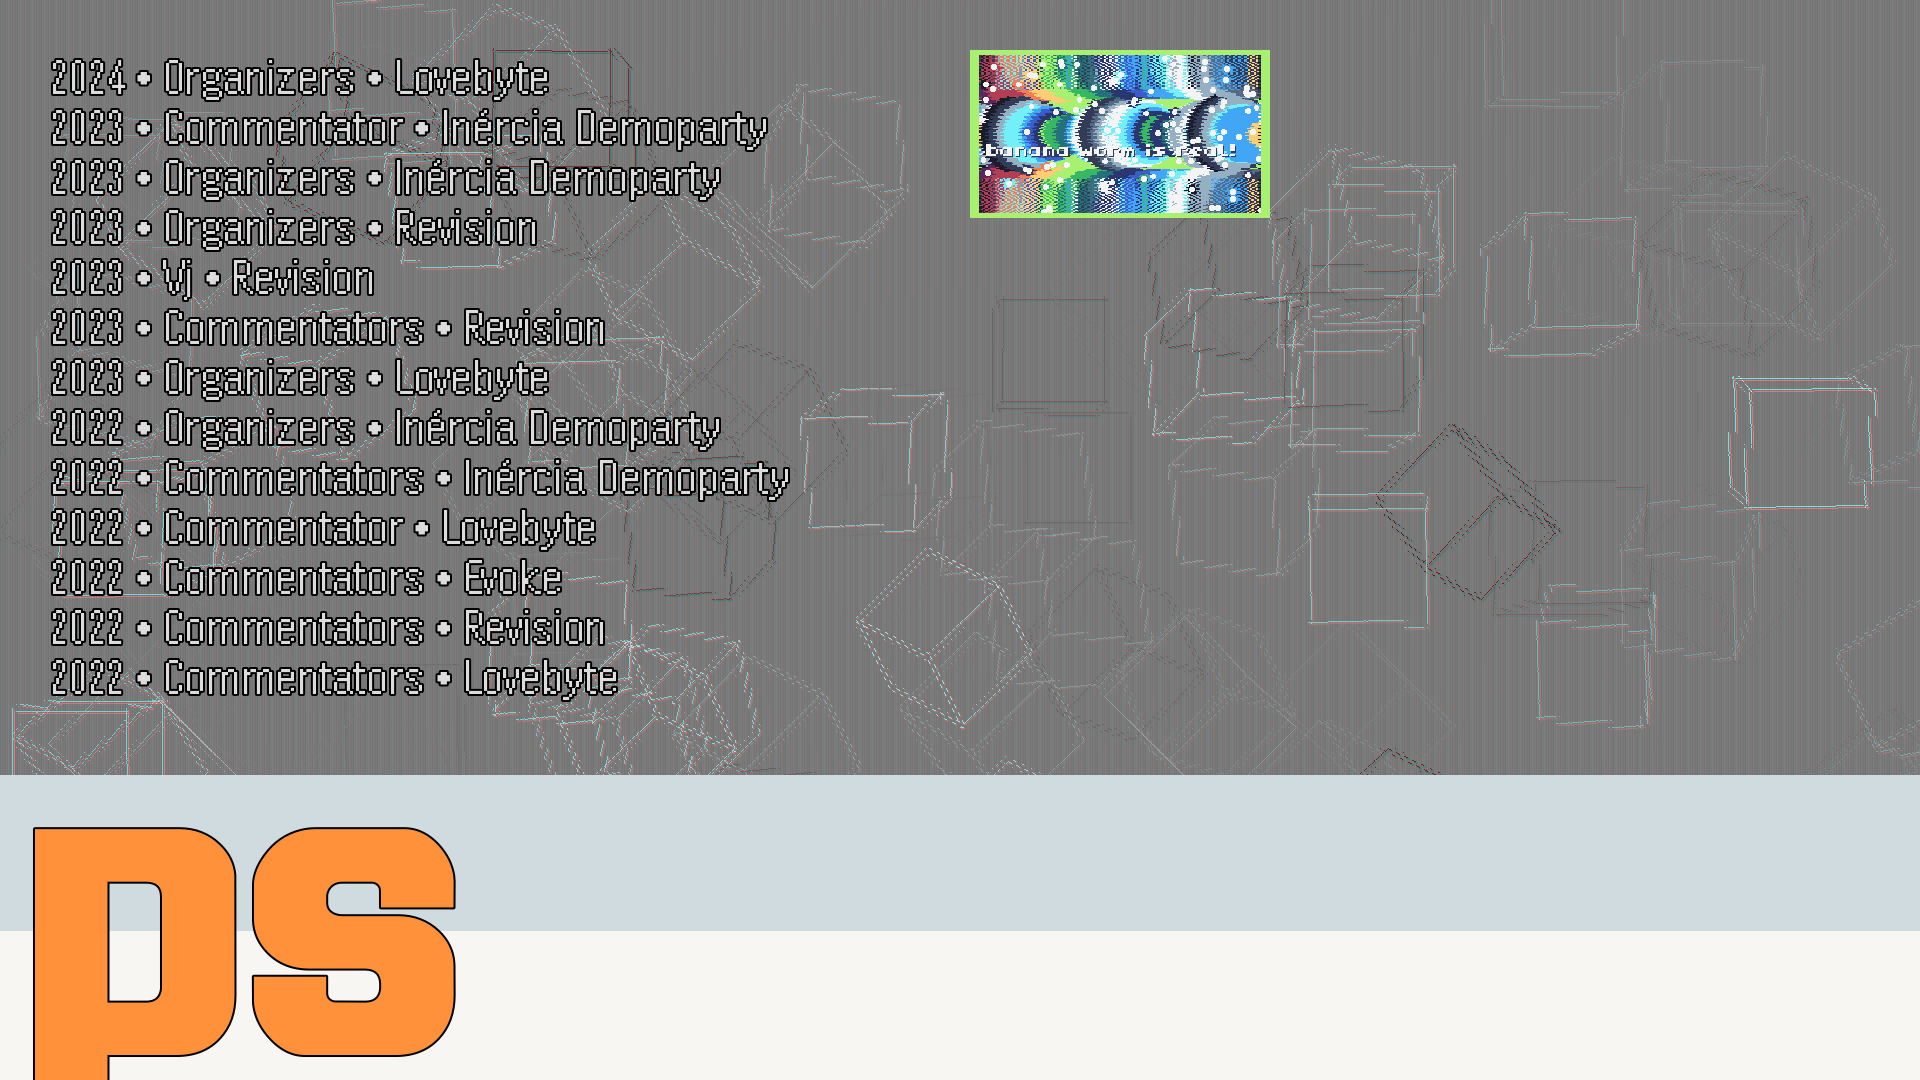 2024 • Organizers • Lovebyte
2023 • Commentator • Inércia Demoparty
2023 • Organizers • Inércia Demoparty
2023 • Organizers • Revision
2023 • Vj • Revision
2023 • Commentators • Revision
2023 • Organizers • Lovebyte
2022 • Organizers • Inércia Demoparty
2022 • Commentators • Inércia Demoparty
2022 • Commentator • Lovebyte
2022 • Commentators • Evoke
2022 • Commentators • Revision
2022 • Commentators • Lovebyte
banana worm is real!
ps